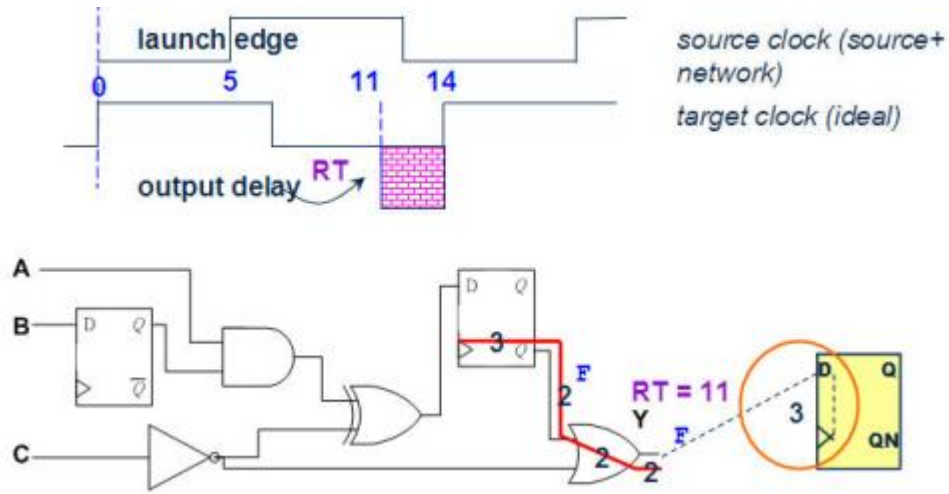 launch edge
source clock (source+
network)
0
5
11
14
target clock (ideal)
output delay
RT
A
B
D Q
Q
C
D Q
3
Q
2
F
RT = 11
Y
F
2
2
3
D Q
QN